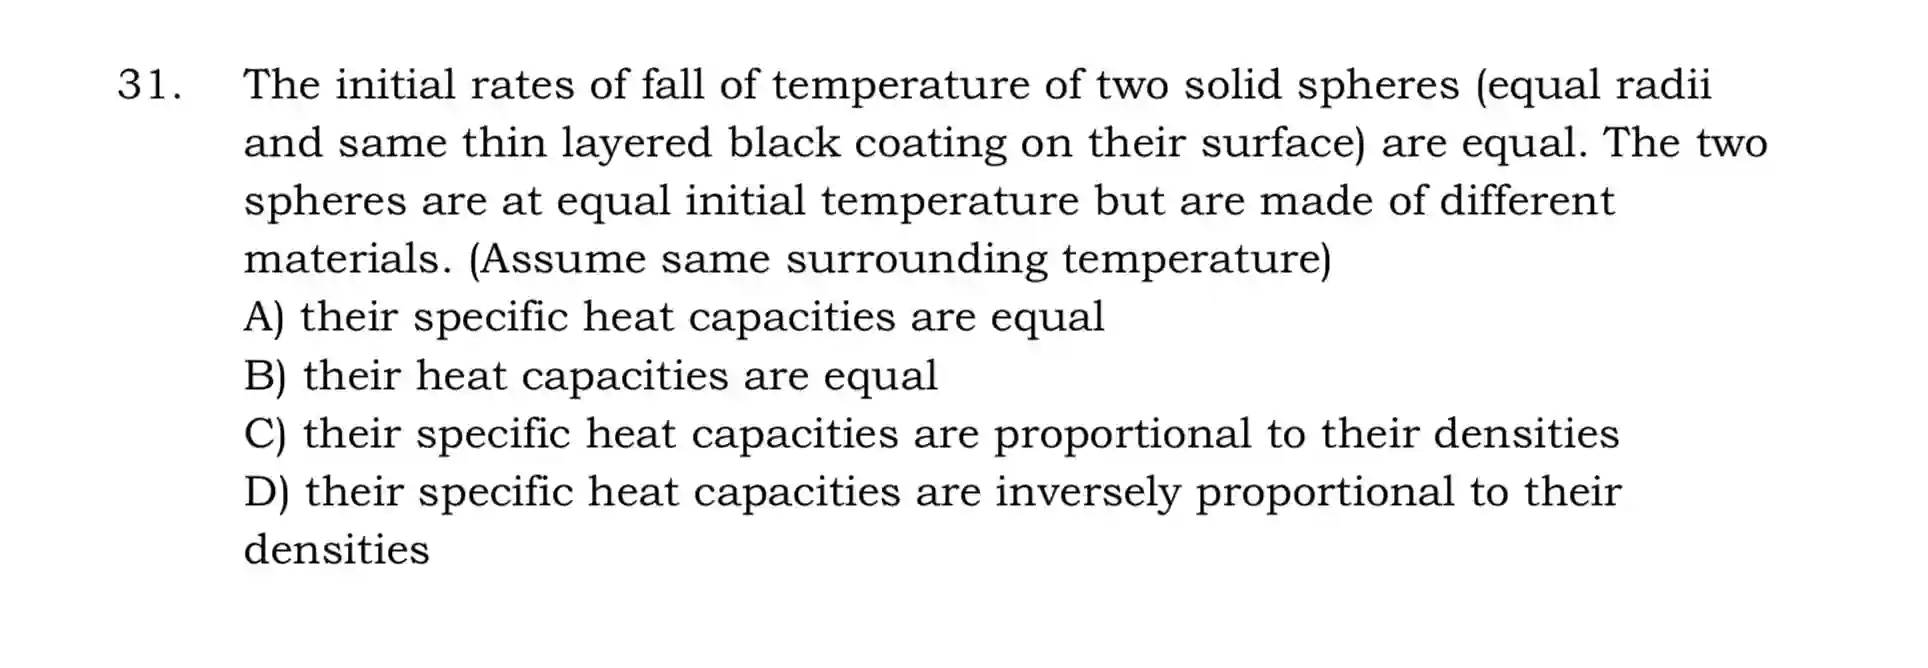 31. The initial rates of fall of temperature of two solid spheres (equal radii
and same thin layered black coating on their surface) are equal. The two
spheres are at equal initial temperature but are made of different
materials. (Assume same surrounding temperature)
A) their specific heat capacities are equal
B) their heat capacities are equal
C) their specific heat capacities are proportional to their densities
D) their specific heat capacities are inversely proportional to their
densities